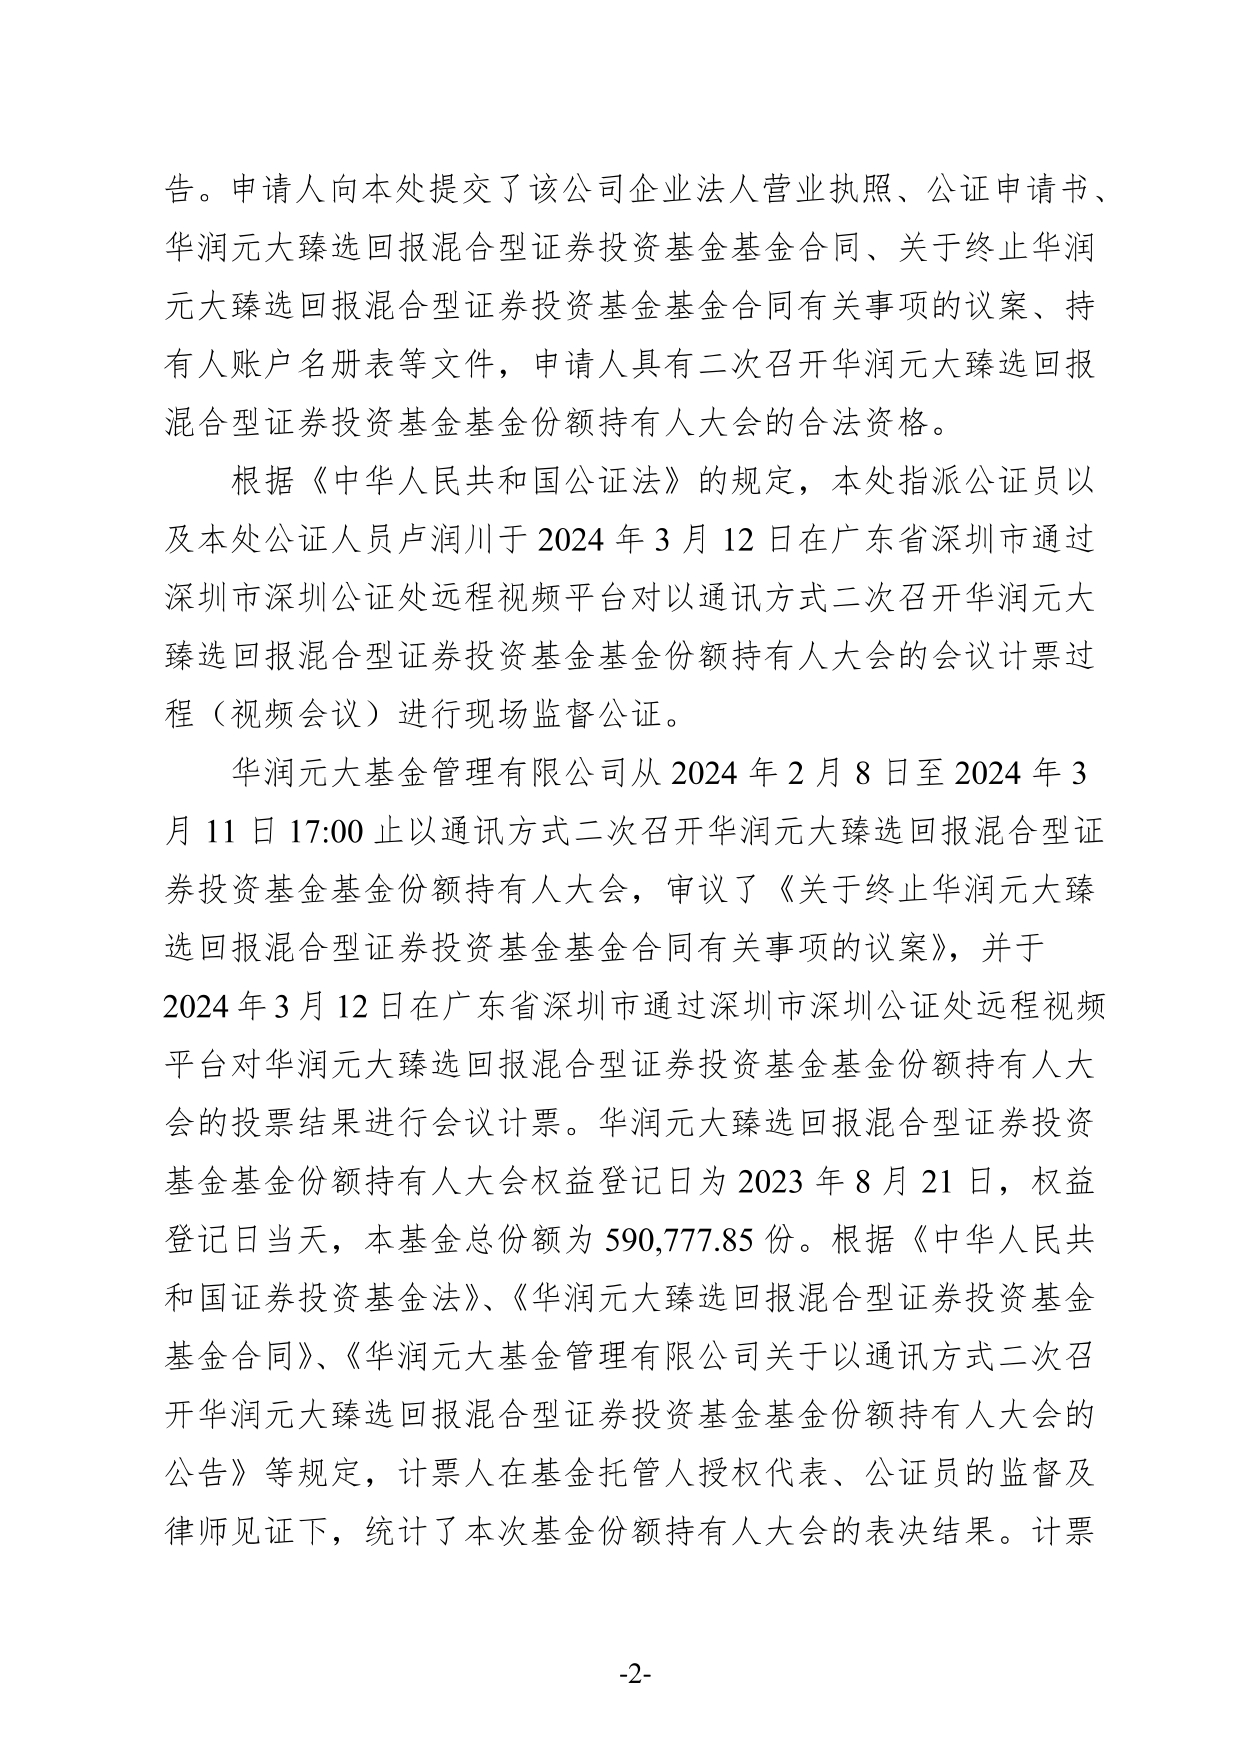 告。申请人向本处提交了该公司企业法人营业执照、公证申请书、
华润元大臻选回报混合型证券投资基金基金合同、关于终止华润
元大臻选回报混合型证券投资基金基金合同有关事项的议案、持
有人账户名册表等文件，申请人具有二次召开华润元大臻选回报
混合型证券投资基金基金份额持有人大会的合法资格。
根据《中华人民共和国公证法》的规定，本处指派公证员以
及本处公证人员卢润川于 2024 年 3 月 12 日在广东省深圳市通过
深圳市深圳公证处远程视频平台对以通讯方式二次召开华润元大
臻选回报混合型证券投资基金基金份额持有人大会的会议计票过
程（视频会议）进行现场监督公证。
华润元大基金管理有限公司从 2024 年 2 月 8 日至 2024 年 3
月 11 日 17:00 止以通讯方式二次召开华润元大臻选回报混合型证
券投资基金基金份额持有人大会，审议了《关于终止华润元大臻
选回报混合型证券投资基金基金合同有关事项的议案》，并于
2024 年 3 月 12 日在广东省深圳市通过深圳市深圳公证处远程视频
平台对华润元大臻选回报混合型证券投资基金基金份额持有人大
会的投票结果进行会议计票。华润元大臻选回报混合型证券投资
基金基金份额持有人大会权益登记日为 2023 年 8 月 21 日，权益
登记日当天，本基金总份额为 590,777.85 份。根据《中华人民共
和国证券投资基金法》、《华润元大臻选回报混合型证券投资基金
基金合同》、《华润元大基金管理有限公司关于以通讯方式二次召
开华润元大臻选回报混合型证券投资基金基金份额持有人大会的
公告》等规定，计票人在基金托管人授权代表、公证员的监督及
律师见证下，统计了本次基金份额持有人大会的表决结果。计票
-2-